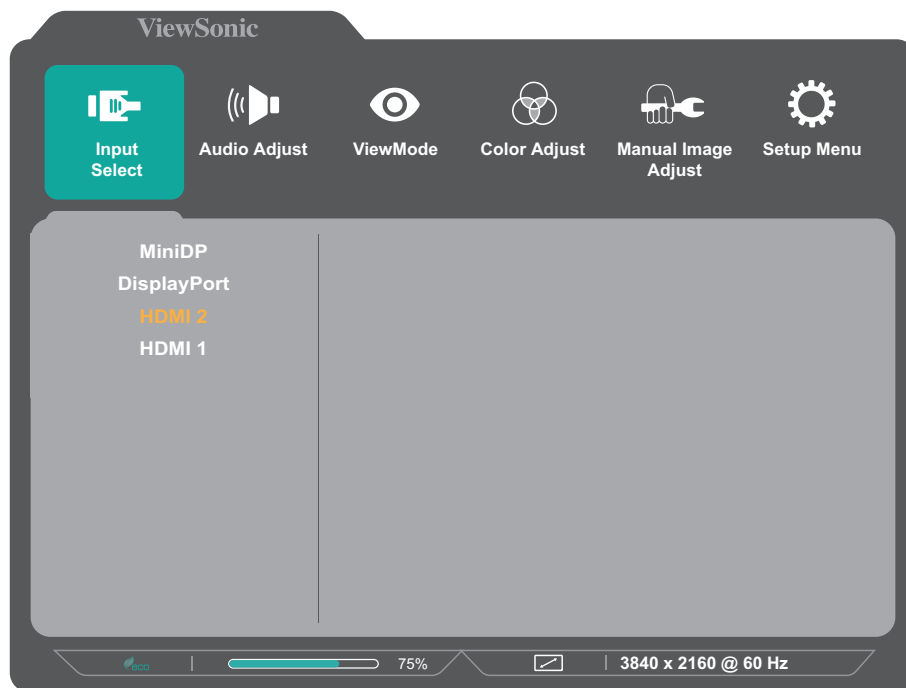 ViewSonic
Input
Select
Audio Adjust
ViewMode
Color Adjust
Manual Image
Adjust
Setup Menu
MiniDP
DisplayPort
HDMI 2
HDMI 1
eco
75%
3840 x 2160 @ 60 Hz